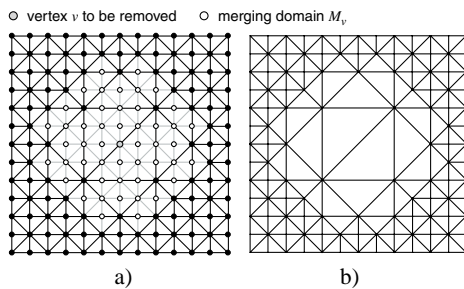 vertex v to be removed
merging domain Mv
a)
b)